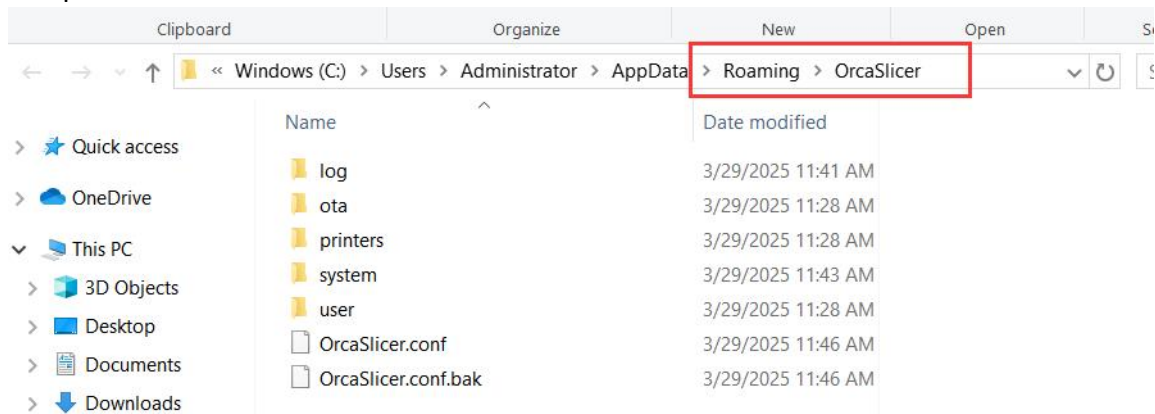 Clipboard Organize New Open
« Windows (C:) > Users > Administrator > AppData > Roaming > OrcaSlicer
Name Date modified
Quick access
OneDrive
This PC
3D Objects
Desktop
Documents
Downloads
log 3/29/2025 11:41 AM
ota 3/29/2025 11:28 AM
printers 3/29/2025 11:28 AM
system 3/29/2025 11:43 AM
user 3/29/2025 11:28 AM
OrcaSlicer.conf 3/29/2025 11:46 AM
OrcaSlicer.conf.bak 3/29/2025 11:46 AM